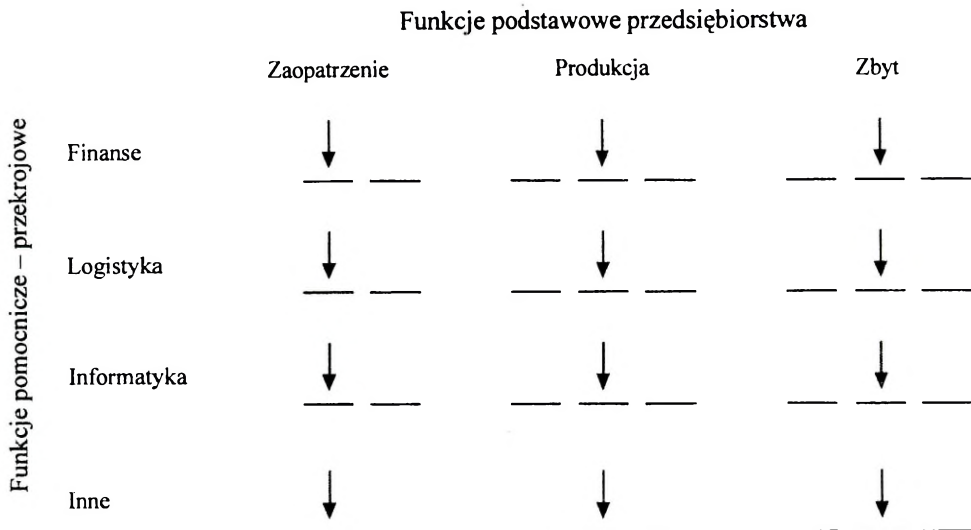 Funkcje podstawowe przedsiębiorstwa
Zaopatrzenie Produkcja Zbyt
Funkcje pomocnicze – przekrojowe
Finanse
Logistyka
Informatyka
Inne